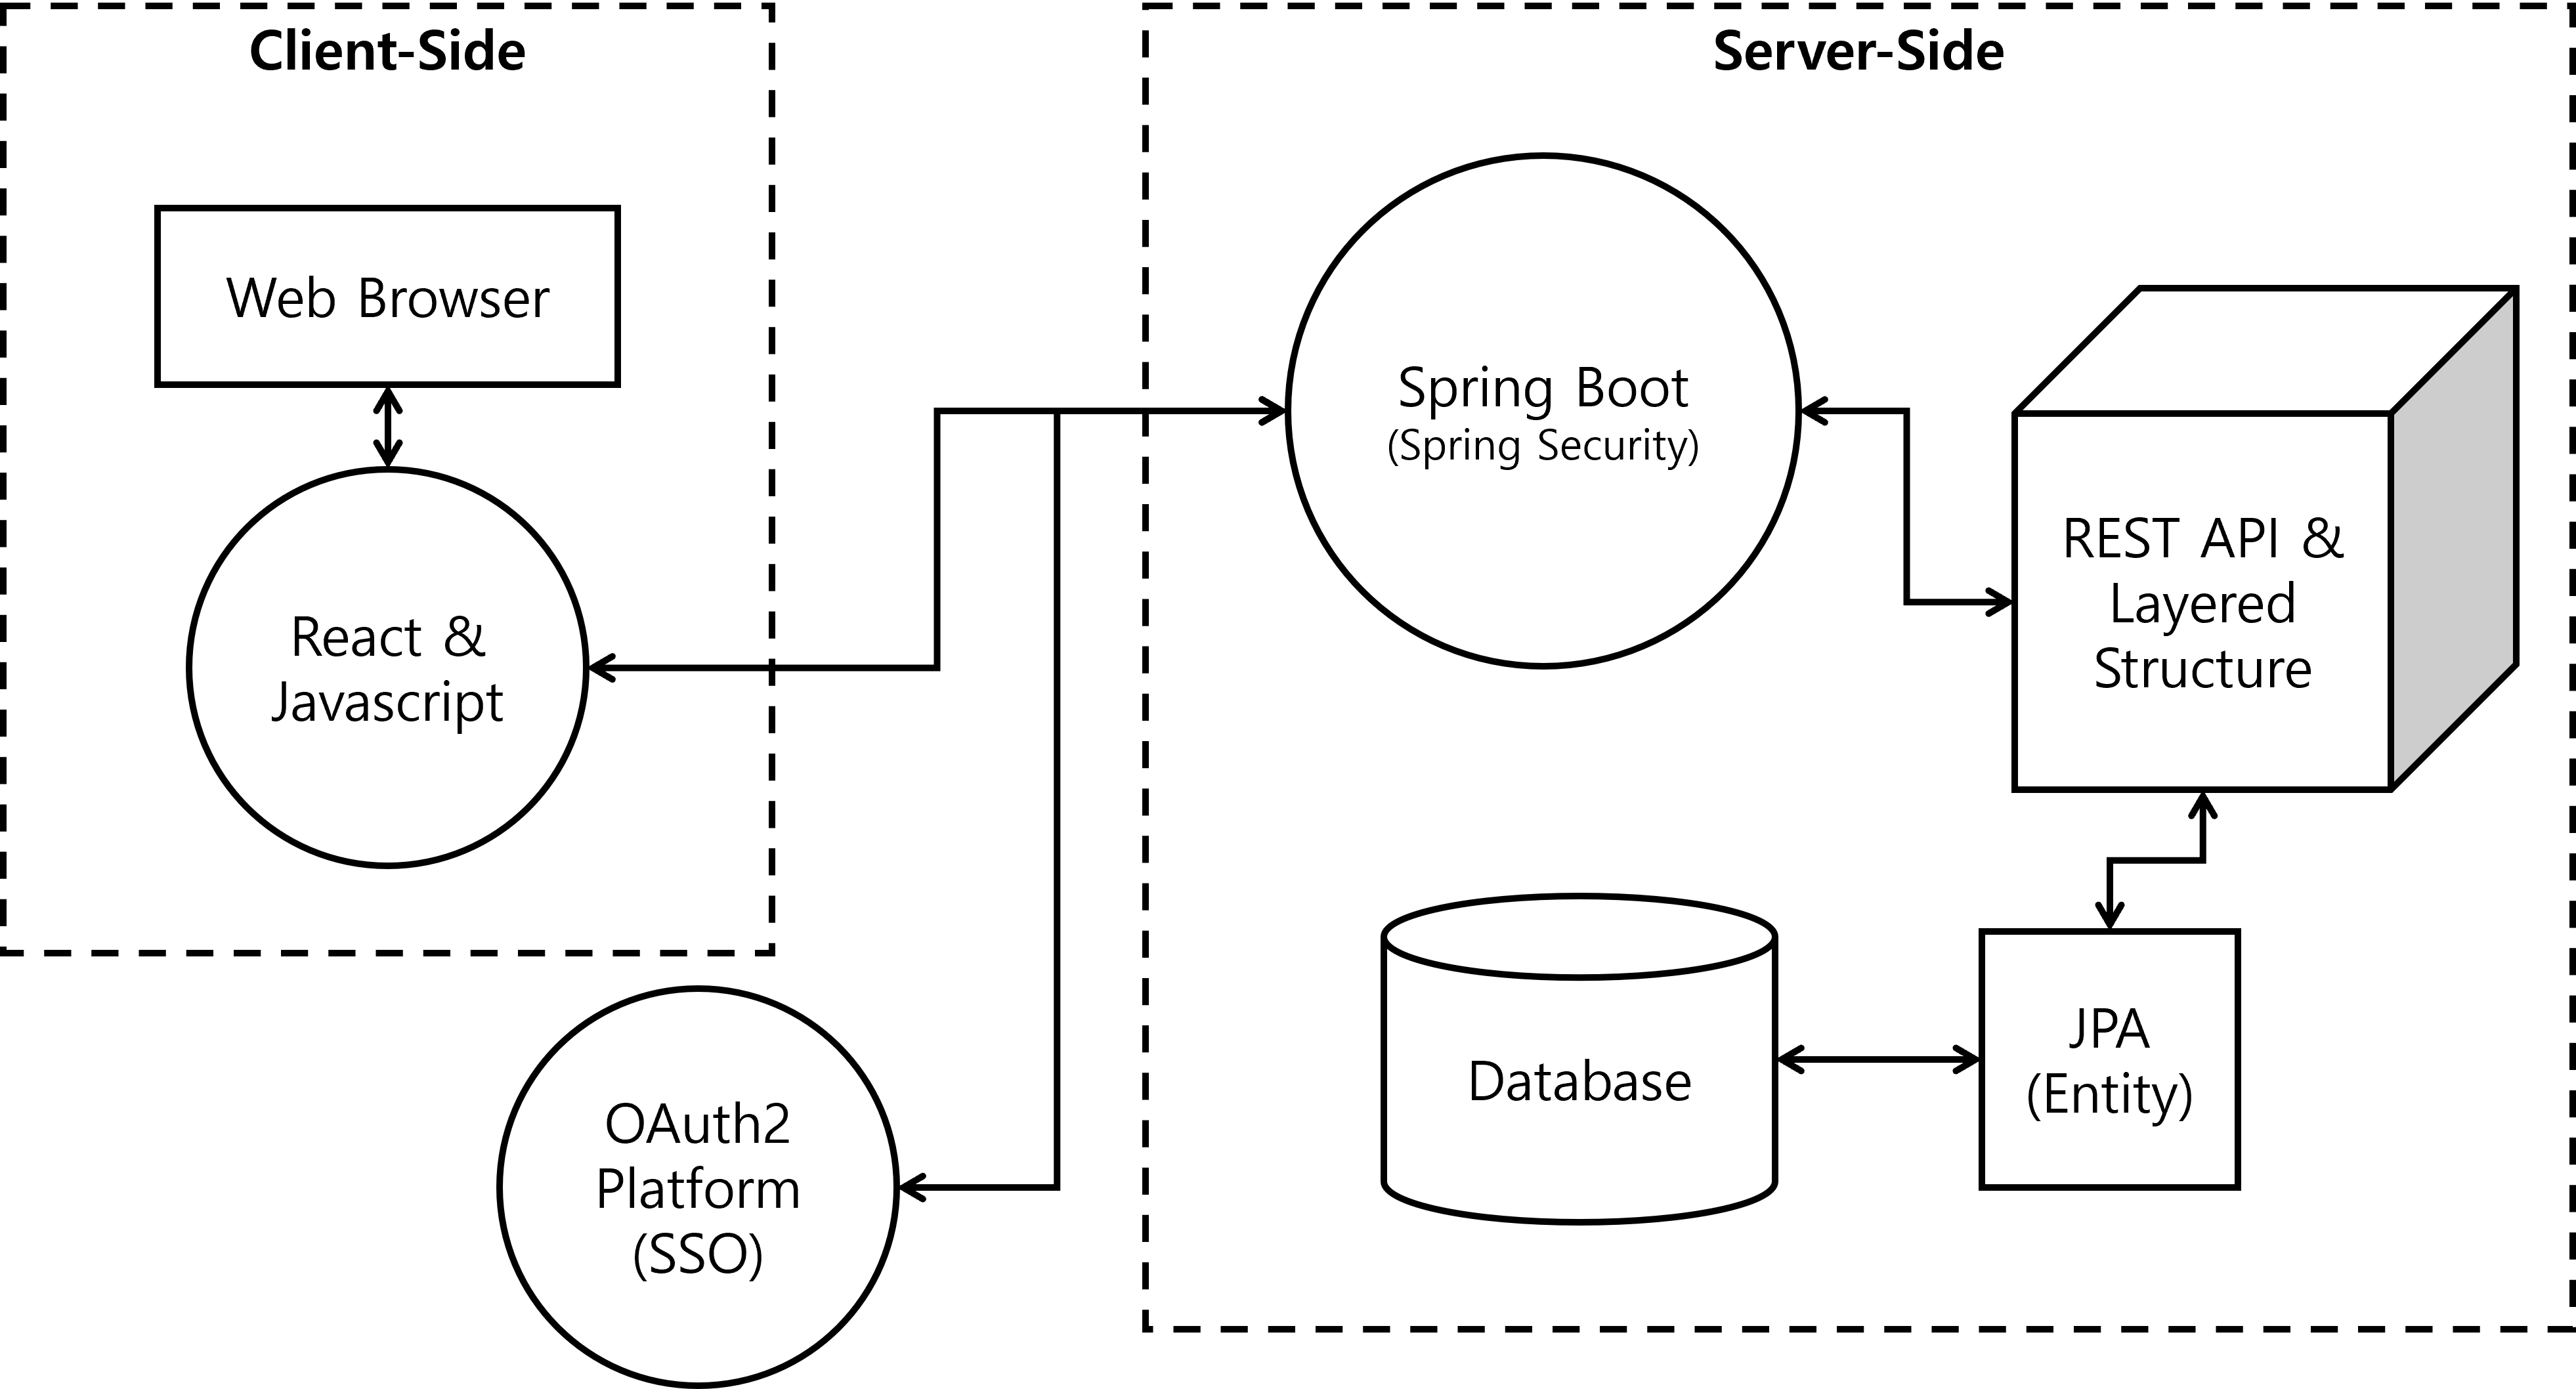 Client-Side
Web Browser
React &
Javascript
OAuth2
Platform
(SSO)
Server-Side
Spring Boot
(Spring Security)
REST API &
Layered
Structure
Database
JPA
(Entity)